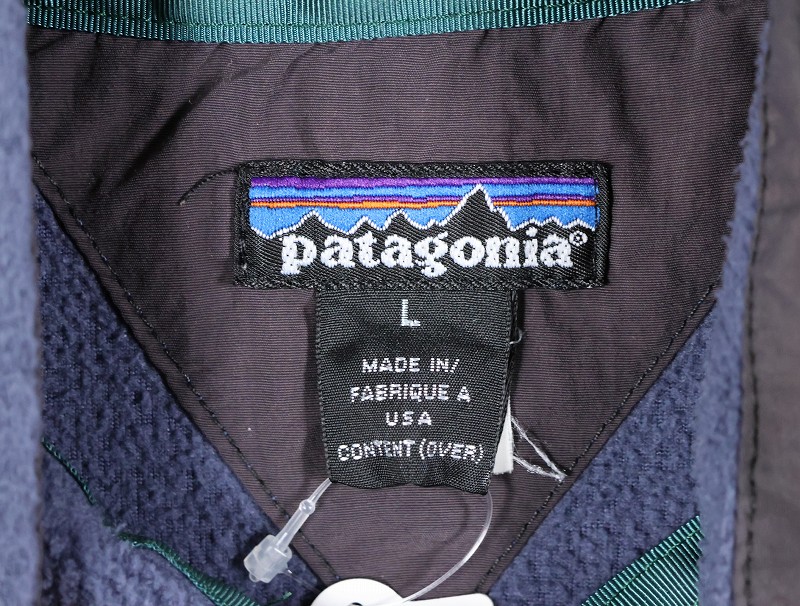 patagonia®
L
MADE IN/
FABRIQUE A
USA
CONTENT (OVER)